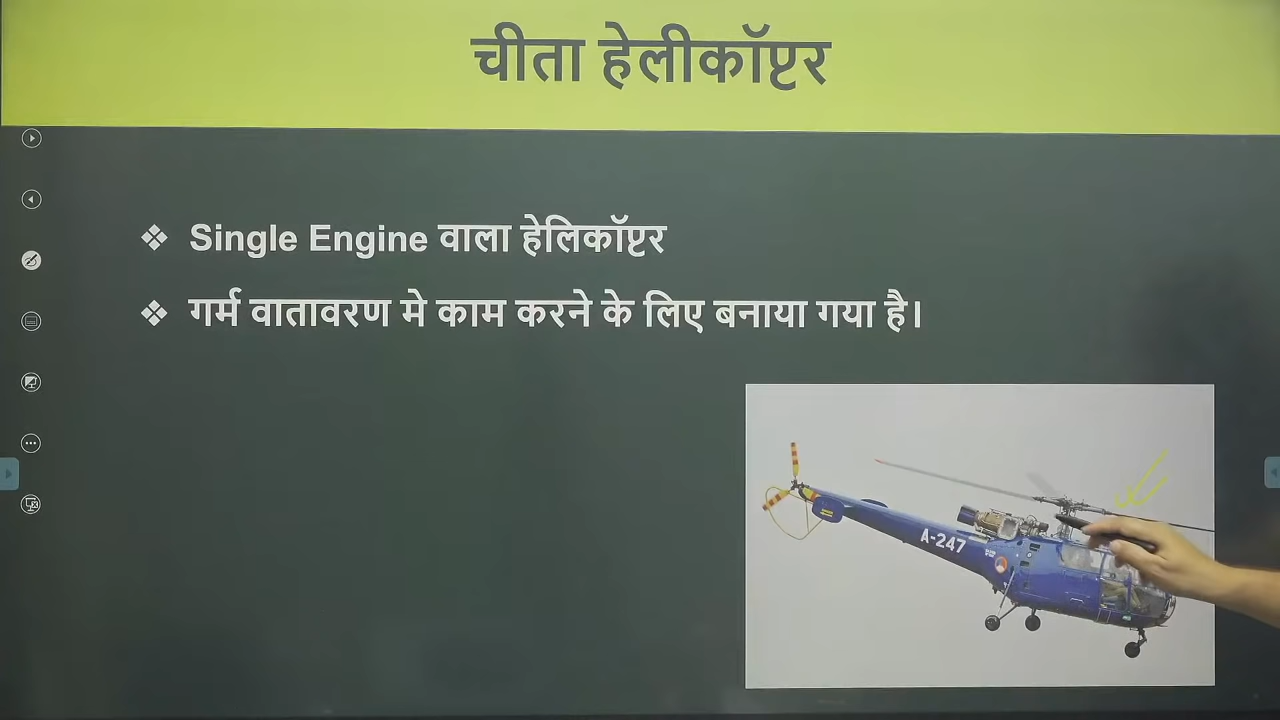 चीता हेलीकॉप्टर
Single Engine वाला हेलिकॉप्टर
गर्म वातावरण मे काम करने के लिए बनाया गया है।
A-247